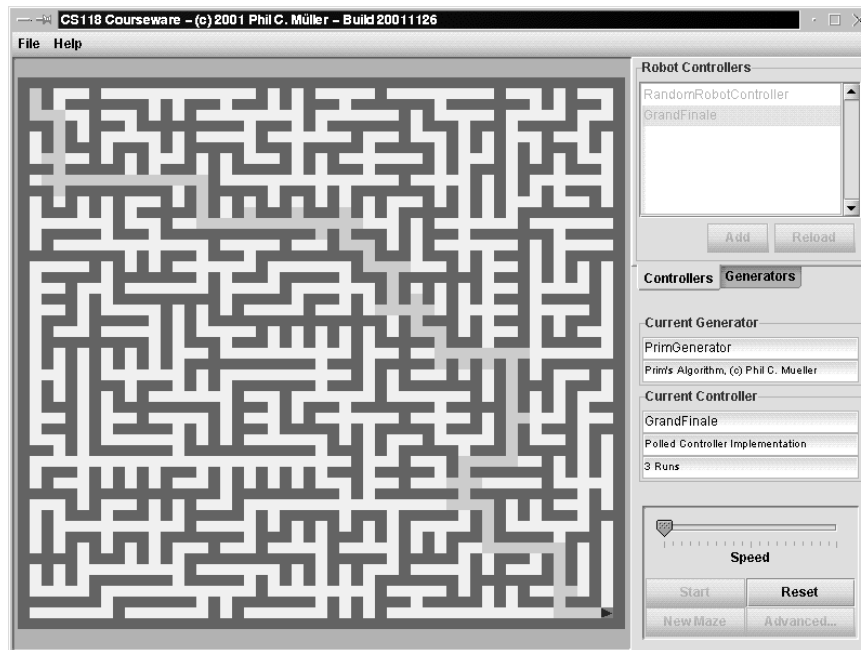 CS118 Courseware – (c) 2001 Phil C. Müller – Build 20011126
File Help
Robot Controllers
RandomRobotController
GrandFinale
Add Reload
Controllers Generators
Current Generator
PrimGenerator
Prim's Algorithm, (c) Phil C. Mueller
Current Controller
GrandFinale
Polled Controller Implementation
3 Runs
Speed
Start Reset
New Maze Advanced...